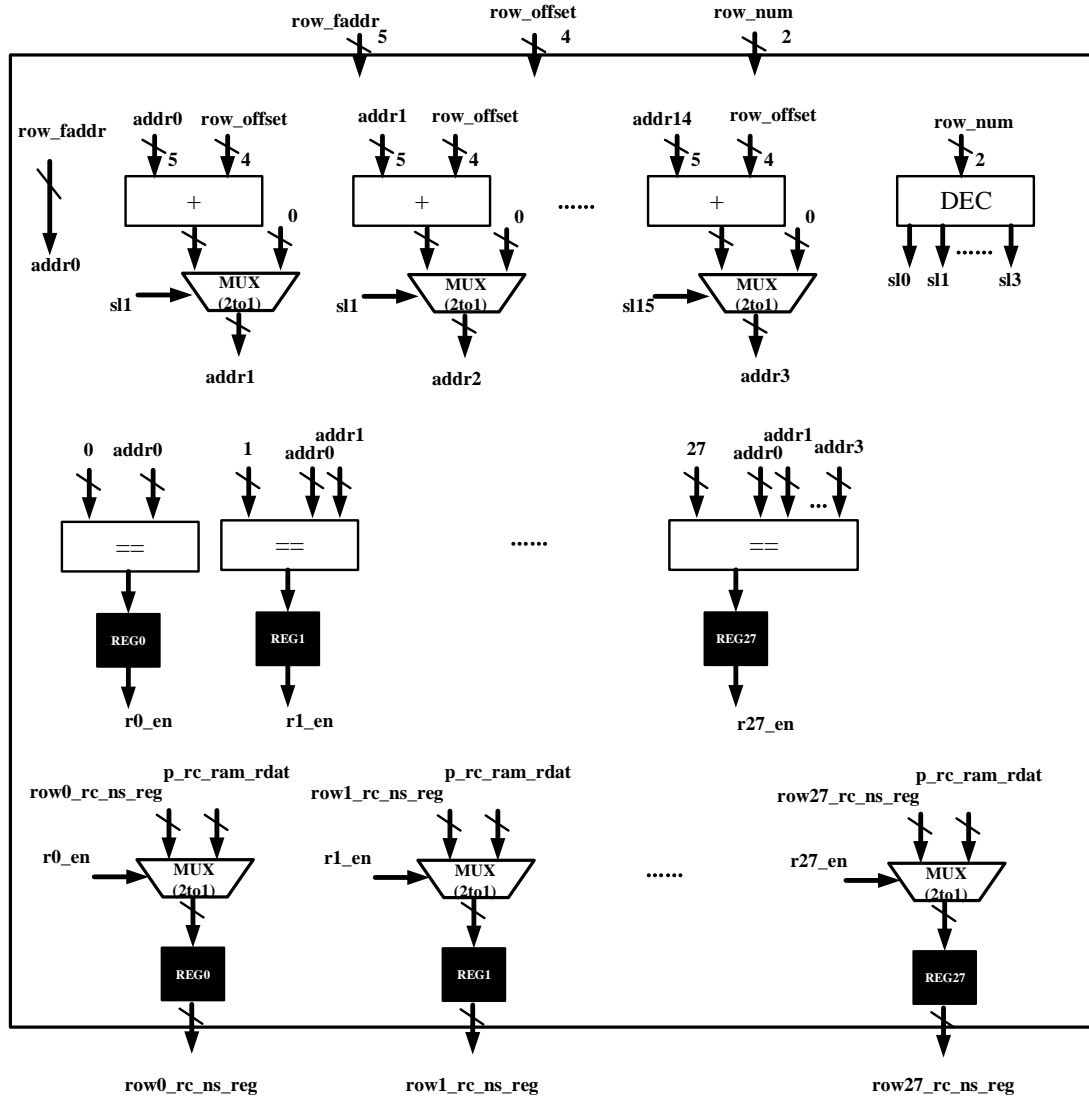 row_faddr
row_offset
row_num
5
4
2
row_faddr
addr0
row_offset
addr1
row_offset
addr14
row_offset
row_num
5
4
5
4
5
4
2
+
+
......
+
DEC
0
0
0
addr0
MUX
(2to1)
MUX
(2to1)
MUX
(2to1)
sl0
sl1
......
sl3
sl1
sl1
sl15
addr1
addr2
addr3
0
addr0
1
addr0
addr1
27
addr0
addr1
...
addr3
==
==
......
==
REG0
REG1
REG27
r0_en
r1_en
r27_en
row0_rc_ns_reg
p_rc_ram_rdat
row1_rc_ns_reg
p_rc_ram_rdat
row27_rc_ns_reg
p_rc_ram_rdat
r0_en
MUX
(2to1)
r1_en
MUX
(2to1)
......
r27_en
MUX
(2to1)
REG0
REG1
REG27
row0_rc_ns_reg
row1_rc_ns_reg
row27_rc_ns_reg